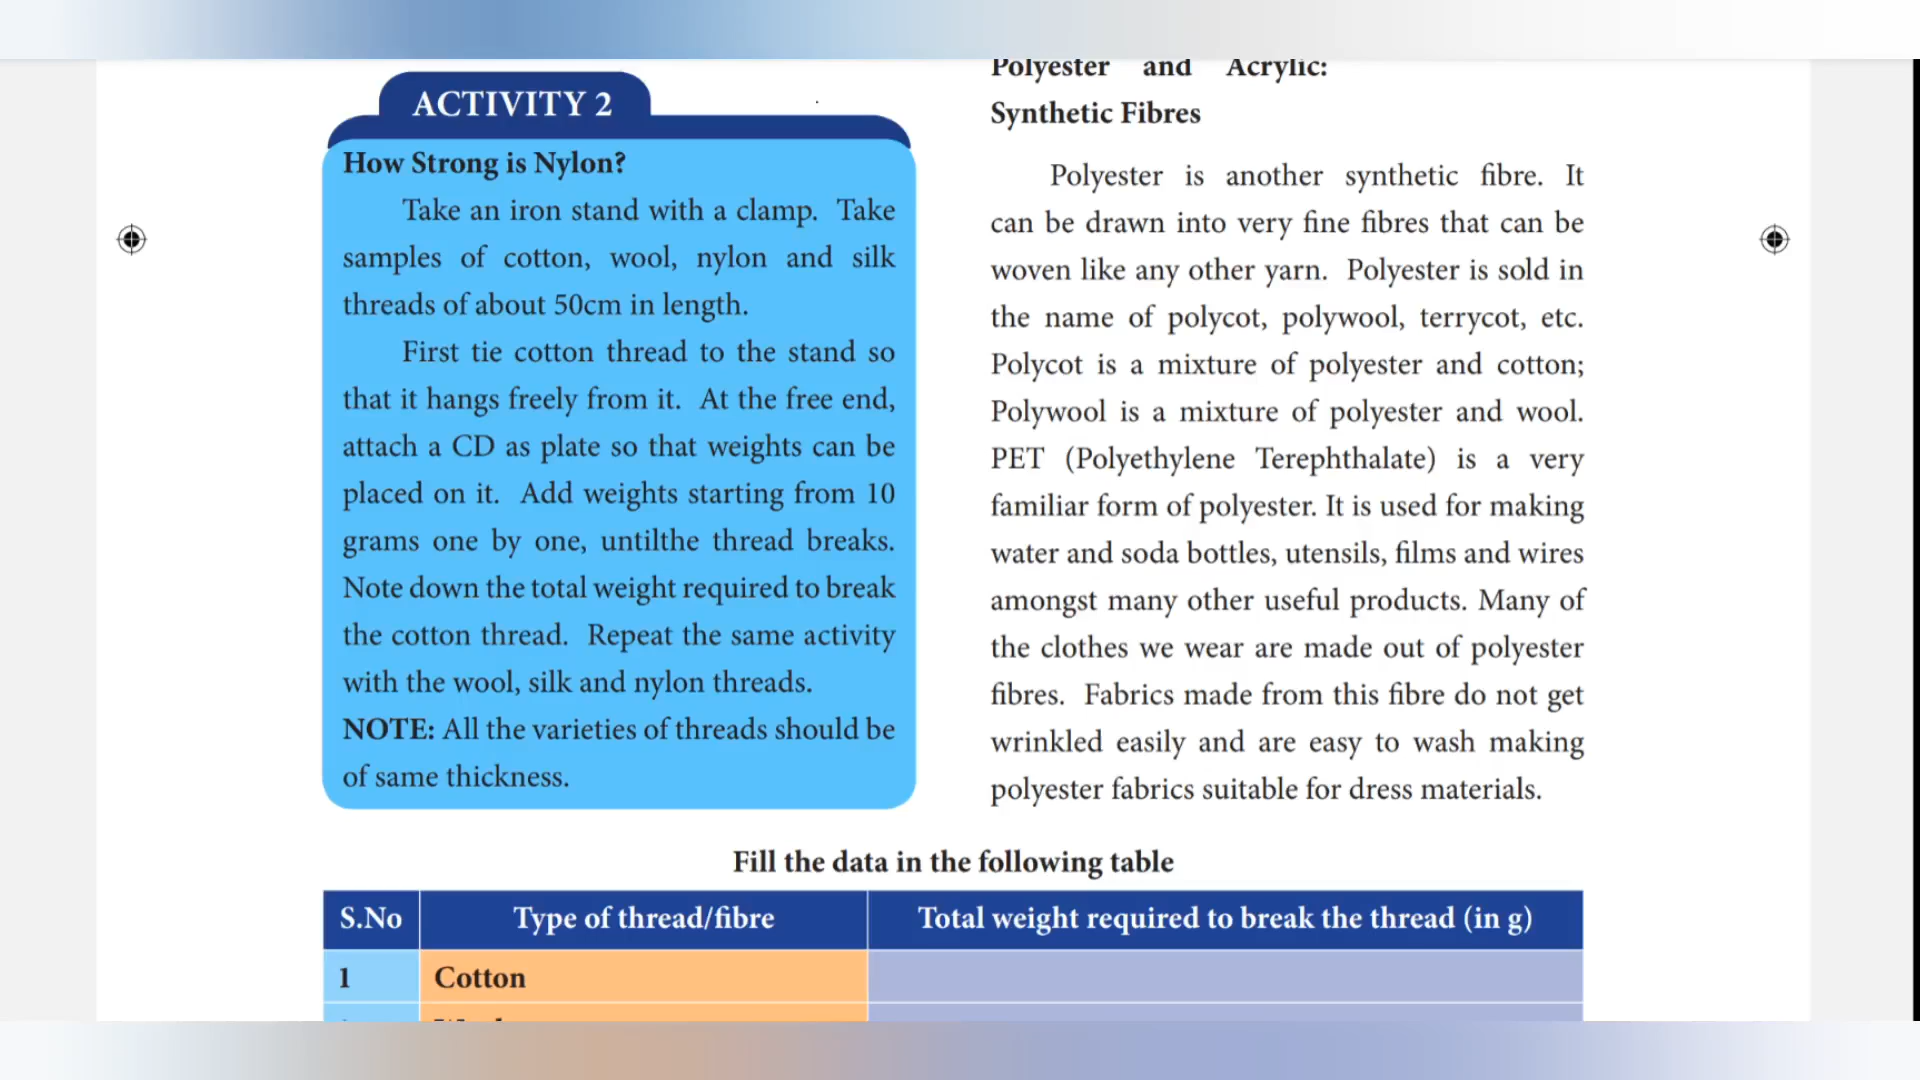 ACTIVITY 2
How Strong is Nylon?
Take an iron stand with a clamp. Take
samples of cotton, wool, nylon and silk
threads of about 50cm in length.
First tie cotton thread to the stand so
that it hangs freely from it. At the free end,
attach a CD as plate so that weights can be
placed on it. Add weights starting from 10
grams one by one, untilthe thread breaks.
Note down the total weight required to break
the cotton thread. Repeat the same activity
with the wool, silk and nylon threads.
NOTE: All the varieties of threads should be
of same thickness.
Polyester and Acrylic:
Synthetic Fibres
Polyester is another synthetic fibre. It
can be drawn into very fine fibres that can be
woven like any other yarn. Polyester is sold in
the name of polycot, polywool, terrycot, etc.
Polycot is a mixture of polyester and cotton;
Polywool is a mixture of polyester and wool.
PET (Polyethylene Terephthalate) is a very
familiar form of polyester. It is used for making
water and soda bottles, utensils, films and wires
amongst many other useful products. Many of
the clothes we wear are made out of polyester
fibres. Fabrics made from this fibre do not get
wrinkled easily and are easy to wash making
polyester fabrics suitable for dress materials.
Fill the data in the following table
S.No Type of thread/fibre Total weight required to break the thread (in g)
1 Cotton